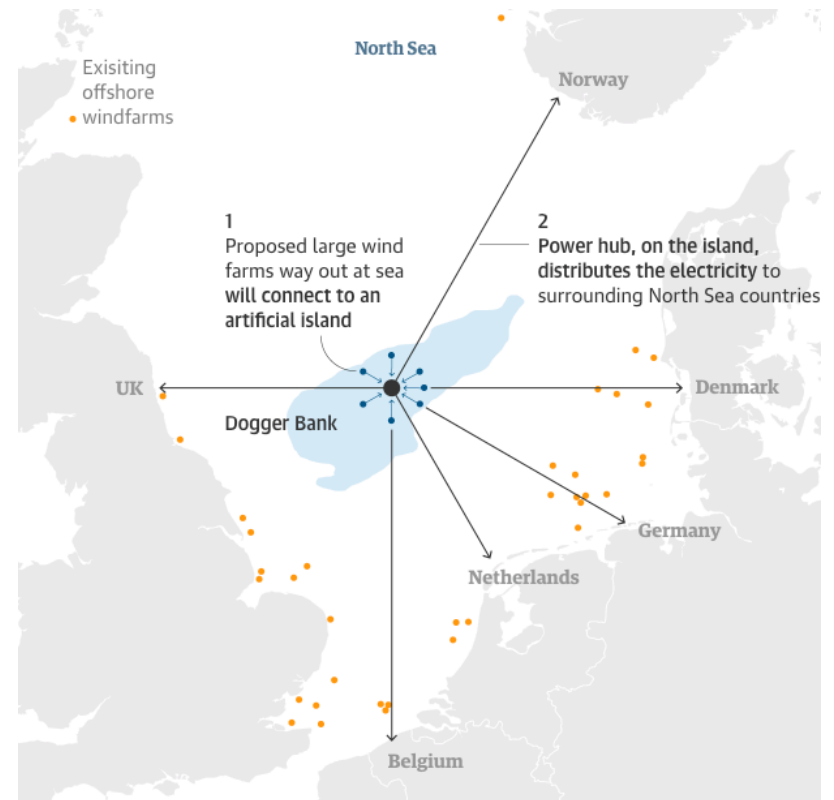 North Sea
Exisiting
offshore
windfarms
Norway
1
Proposed large wind
farms way out at sea
will connect to an
artificial island
2
Power hub, on the island,
distributes the electricity to
surrounding North Sea countries
UK
Denmark
Dogger Bank
Germany
Netherlands
Belgium